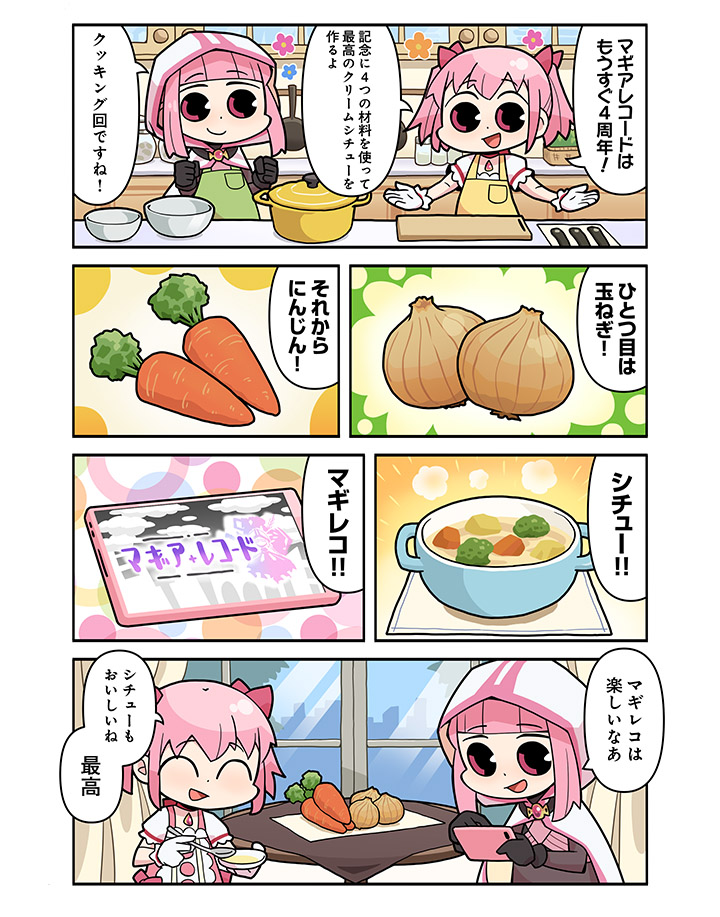 マギアレコードは
もうすぐ4周年!
記念に4つの材料を使って
最高のクリームシチューを
作るよ
クッキング回ですね!
ひとつ目は
玉ねぎ!
それから
にんじん!
シチュー!!
マギレコ!!
マギア+レコード
マギレコは
楽しいなあ
シチューも
おいしいね
最高